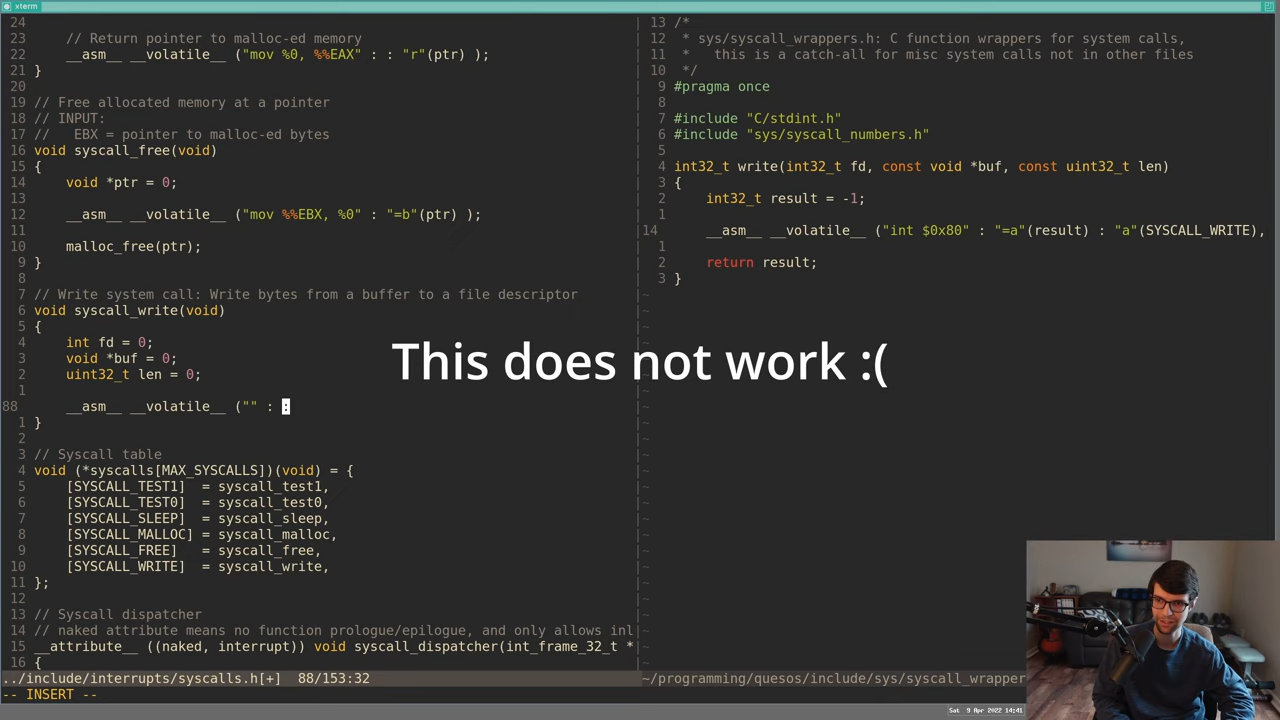 xterm
24
23 // Return pointer to malloc-ed memory
22 __asm__ __volatile__ ("mov %0, %%EAX" : : "r"(ptr) );
21 }
20
19 // Free allocated memory at a pointer
18 // INPUT:
17 //   EBX = pointer to malloc-ed bytes
16 void syscall_free(void)
15 {
14 void *ptr = 0;
13
12 __asm__ __volatile__ ("mov %%EBX, %0" : "=b"(ptr) );
11
10 malloc_free(ptr);
9 }
8
7 // Write system call: Write bytes from a buffer to a file descriptor
6 void syscall_write(void)
5 {
4 int fd = 0;
3 void *buf = 0;
2 uint32_t len = 0;
1
88 __asm__ __volatile__ ("" : :
1 }
2
3 // Syscall table
4 void (*syscalls[MAX_SYSCALLS])(void) = {
5 [SYSCALL_TEST1]  = syscall_test1,
6 [SYSCALL_TEST0]  = syscall_test0,
7 [SYSCALL_SLEEP]  = syscall_sleep,
8 [SYSCALL_MALLOC] = syscall_malloc,
9 [SYSCALL_FREE]   = syscall_free,
10 [SYSCALL_WRITE]  = syscall_write,
11 };
12
13 // Syscall dispatcher
14 // naked attribute means no function prologue/epilogue, and only allows inl
15 __attribute__ ((naked, interrupt)) void syscall_dispatcher(int_frame_32_t *
16 {
../include/interrupts/syscalls.h[+]  88/153:32
-- INSERT --
13 /*
12  * sys/syscall_wrappers.h: C function wrappers for system calls,
11  *   this is a catch-all for misc system calls not in other files
10  */
9 #pragma once
8
7 #include "C/stdint.h"
6 #include "sys/syscall_numbers.h"
5
4 int32_t write(int32_t fd, const void *buf, const uint32_t len)
3 {
2 int32_t result = -1;
1
14 __asm__ __volatile__ ("int $0x80" : "=a"(result) : "a"(SYSCALL_WRITE),
1
2 return result;
3 }
~/programming/quesos/include/sys/syscall_wrapper
This does not work :(
Sat 9 Apr 2022 14:41